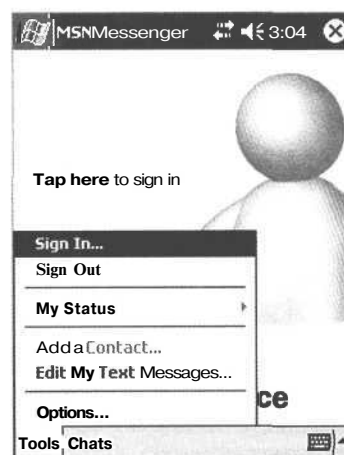 MSNMessenger 3:04
Tap here to sign in
Sign In...
Sign Out
My Status
Add a Contact...
Edit My Text Messages...
Options...
ce
Tools Chats